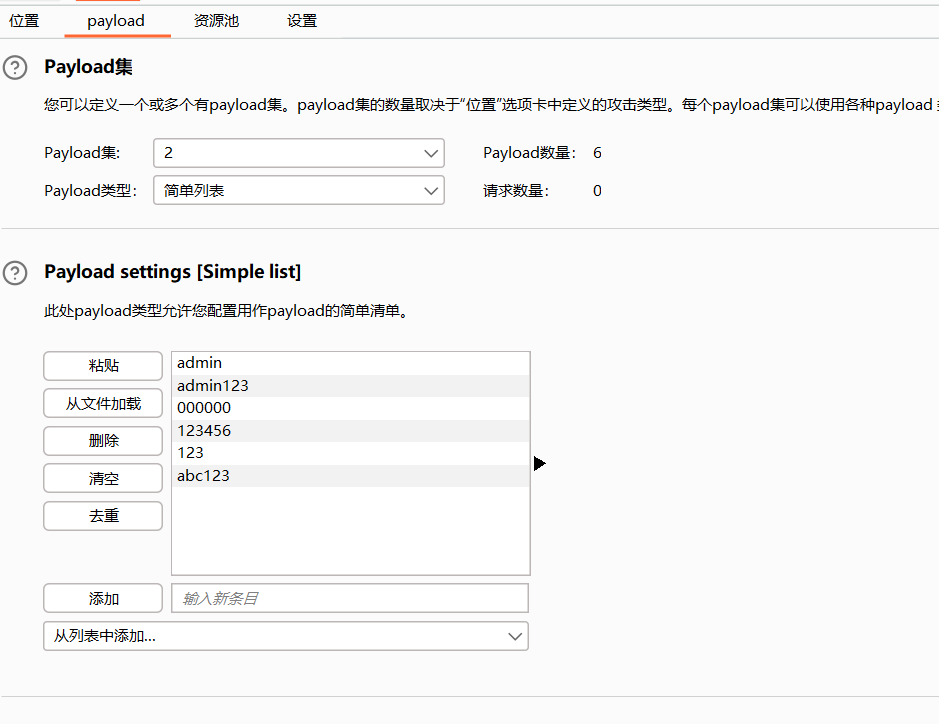 位置 payload 资源池 设置
Payload集
您可以定义一个或多个有payload集。payload集的数量取决于“位置”选项卡中定义的攻击类型。每个payload集可以使用各种payload
Payload集: 2 Payload数量: 6
Payload类型: 简单列表 请求数量: 0
Payload settings [Simple list]
此处payload类型允许您配置用作payload的简单清单。
粘贴
从文件加载
删除
清空
去重
admin
admin123
000000
123456
123
abc123
添加 输入新条目
从列表中添加...